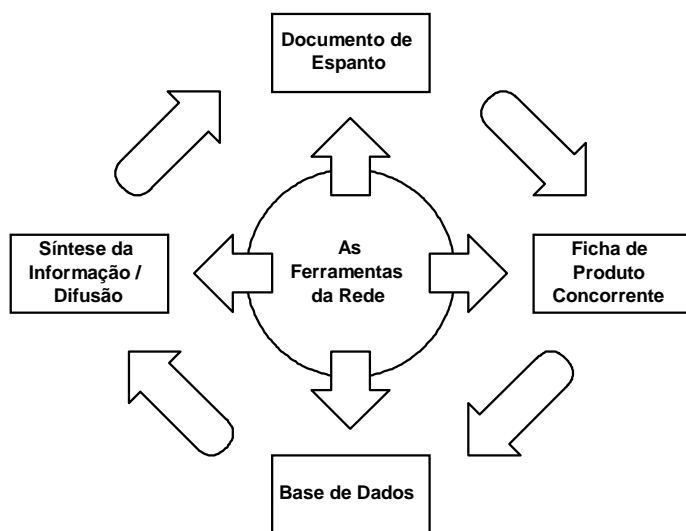 Documento de
Espanto
Síntese da
Informação /
Difusão
As
Ferramentas
da Rede
Ficha de
Produto
Concorrente
Base de Dados